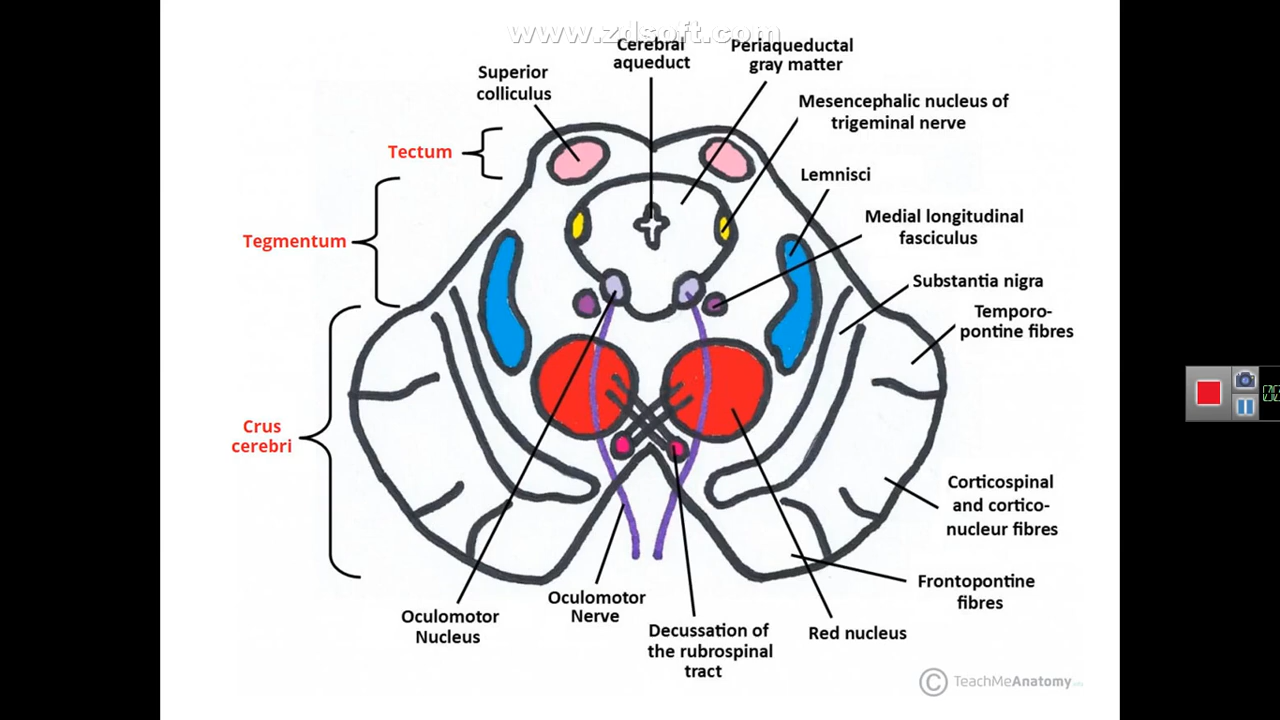 www.zdsoft.com
Cerebral
aqueduct
Periaqueductal
gray matter
Superior
colliculus
Mesencephalic nucleus of
trigeminal nerve
Tectum
Lemnisci
Medial longitudinal
fasciculus
Tegmentum
Substantia nigra
Temporo-
pontine fibres
Crus
cerebri
Corticospinal
and cortico-
nucleur fibres
Frontopontine
fibres
Oculomotor
Nerve
Oculomotor
Nucleus
Decussation of
the rubrospinal
tract
Red nucleus
© TeachMeAnatomy